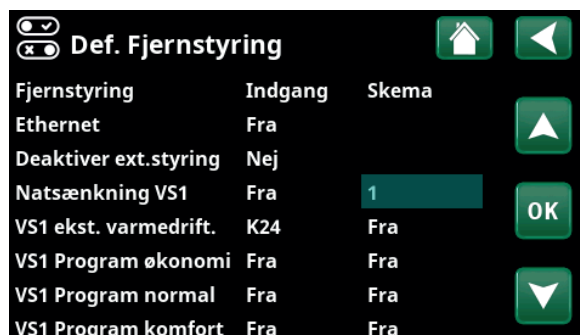 Def. Fjernstyring
Fjernstyring Indgang Skema
Ethernet Fra
Deaktiver ext.styring Nej
Natsænkning VS1 Fra 1
VS1 ekst. varmedrift. K24 Fra
VS1 Program økonomi Fra Fra
VS1 Program normal Fra Fra
VS1 Program komfort Fra Fra
OK